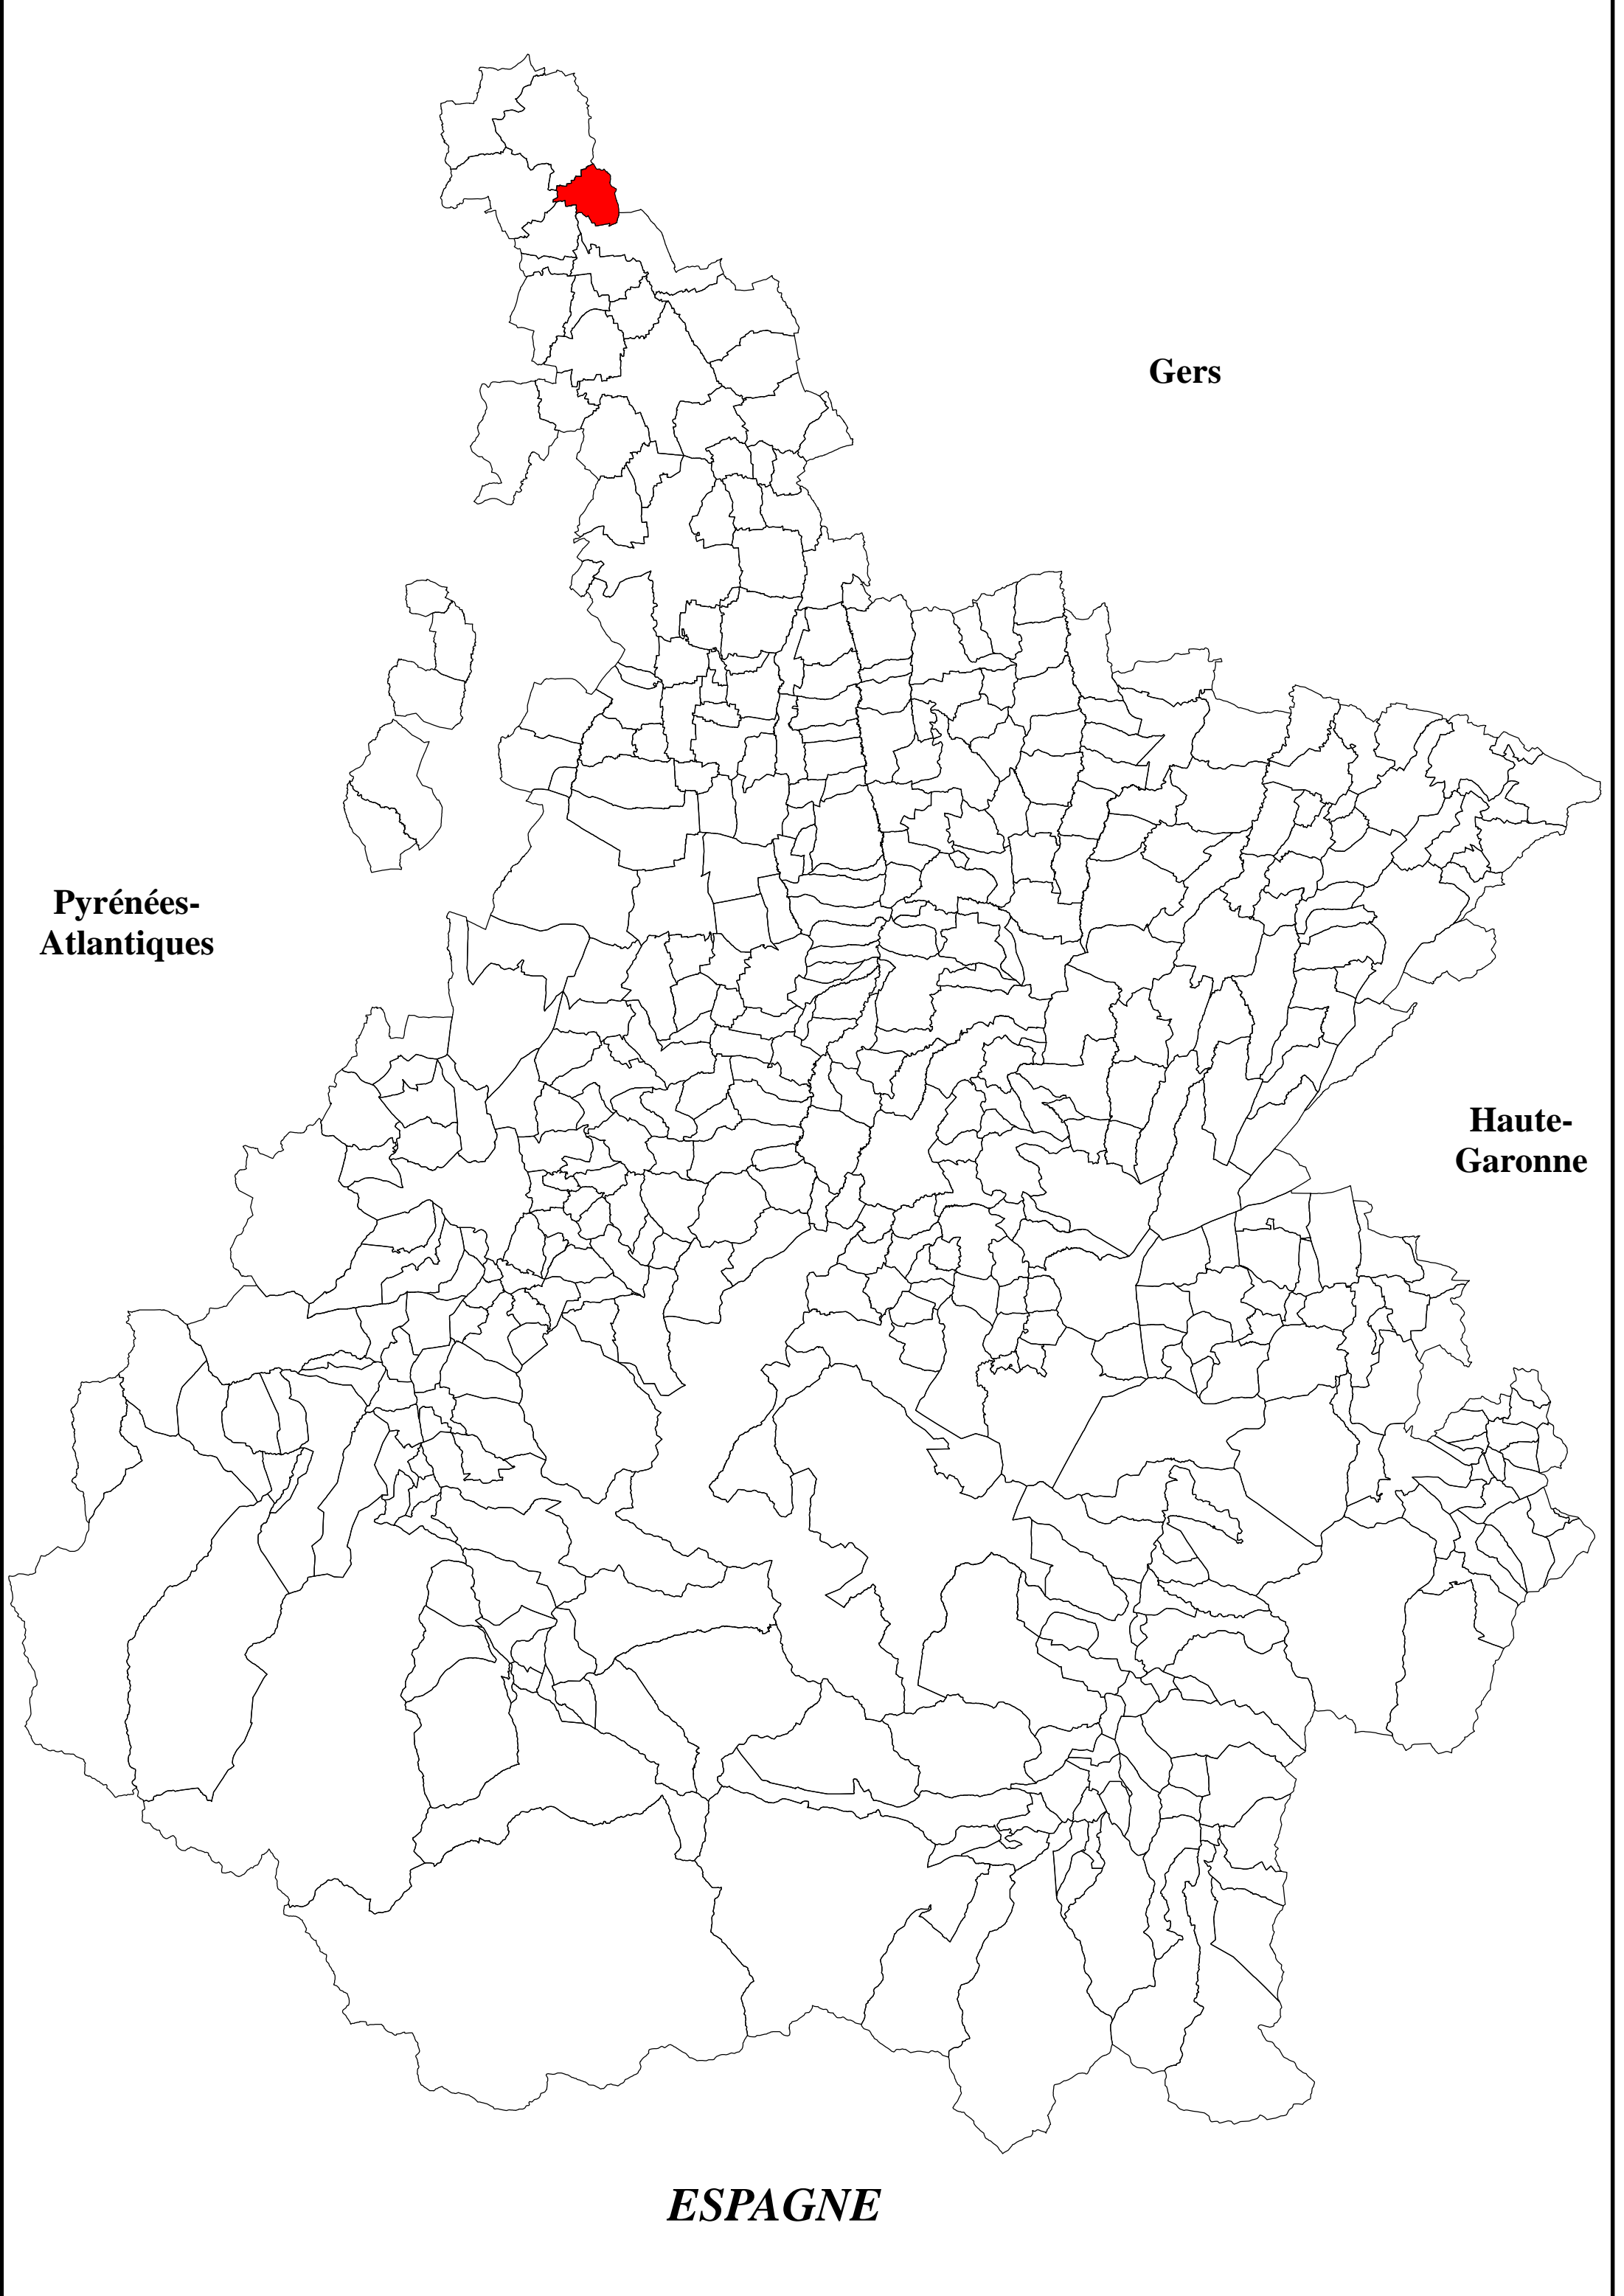 Gers
Pyrénées-
Atlantiques
Haute-
Garonne
ESPAGNE